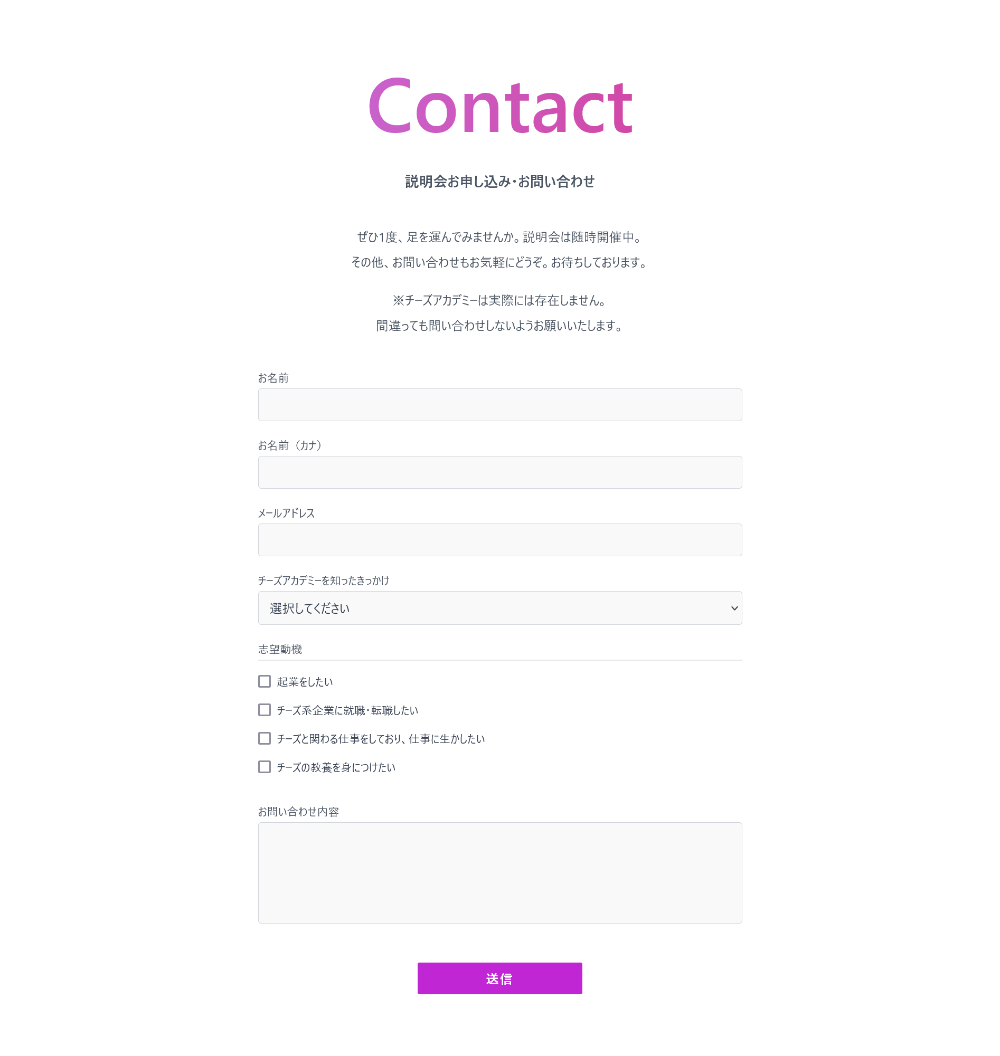 Contact
説明会お申し込み・お問い合わせ
ぜひ1度、足を運んでみませんか。説明会は随時開催中。
その他、お問い合わせもお気軽にどうぞ。お待ちしております。
※チーズアカデミーは実際には存在しません。
間違っても問い合わせしないようお願いいたします。
お名前
お名前（カナ）
メールアドレス
チーズアカデミーを知ったきっかけ
選択してください
志望動機
起業をしたい
チーズ系企業に就職・転職したい
チーズと関わる仕事をしており、仕事に生かしたい
チーズの教養を身につけたい
お問い合わせ内容
送信